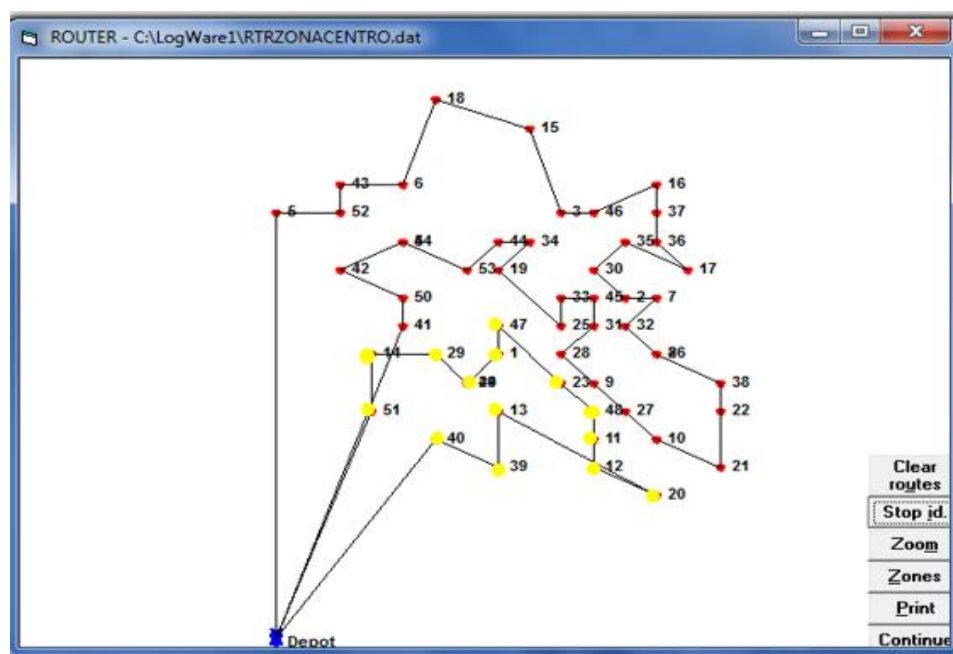 ROUTER - C:\LogWare1\RTRZONACENTRO.dat
18
15
43 6 16
5 52 3 46 37
44 34 35 36
42 53 19 30 17
50 33 45 2 7
41 47 25 31 32
14 29 1 28
23 9 38
51 13 48 27 22
40 11 10
39 12 21
20
Depot
Clear routes
Stop id.
Zoom
Zones
Print
Continue